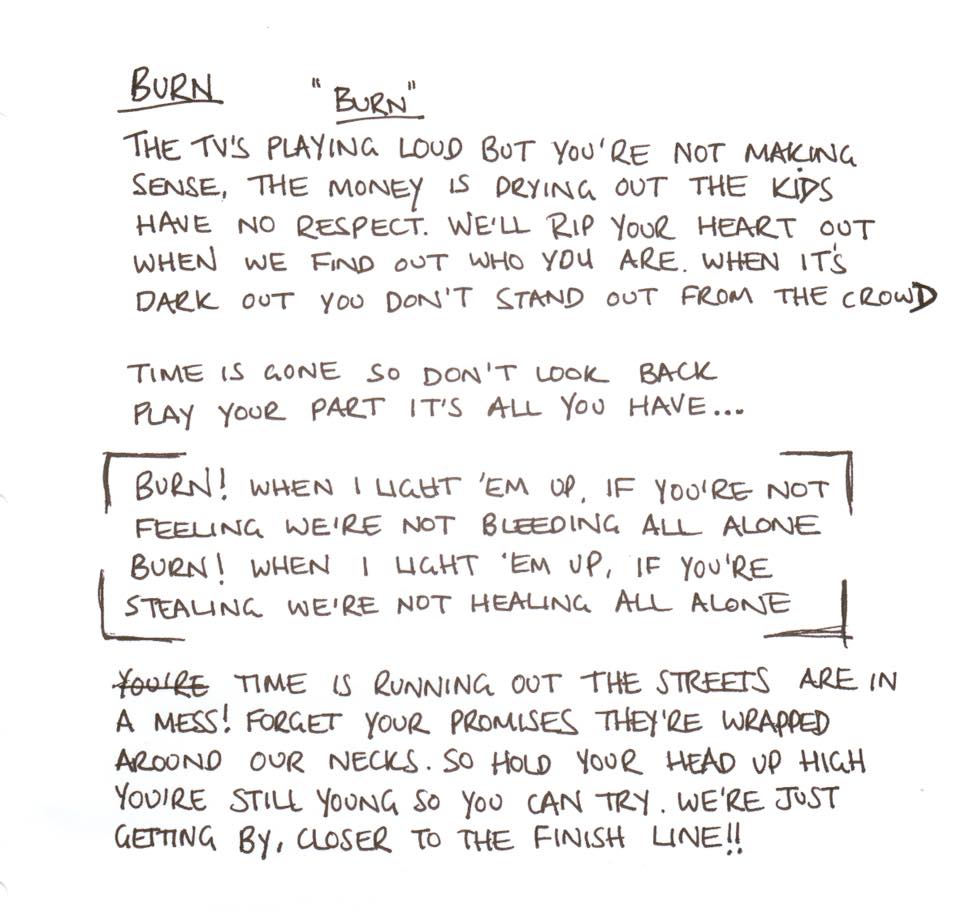 BURN "BURN"
THE TV'S PLAYING LOUD BUT YOU'RE NOT MAKING
SENSE, THE MONEY IS DRYING OUT THE KIDS
HAVE NO RESPECT. WE'LL RIP YOUR HEART OUT
WHEN WE FIND OUT WHO YOU ARE. WHEN IT'S
DARK OUT YOU DON'T STAND OUT FROM THE CROWD
TIME IS GONE SO DON'T LOOK BACK
PLAY YOUR PART IT'S ALL YOU HAVE...
BURN! WHEN I LIGHT 'EM UP, IF YOU'RE NOT
FEELING WE'RE NOT BLEEDING ALL ALONE
BURN! WHEN I LIGHT 'EM UP, IF YOU'RE
STEALING WE'RE NOT HEALING ALL ALONE
YOU'RE TIME IS RUNNING OUT THE STREETS ARE IN
A MESS! FORGET YOUR PROMISES THEY'RE WRAPPED
AROUND OUR NECKS. SO HOLD YOUR HEAD UP HIGH
YOU'RE STILL YOUNG SO YOU CAN TRY. WE'RE JUST
GETTING BY, CLOSER TO THE FINISH LINE!!